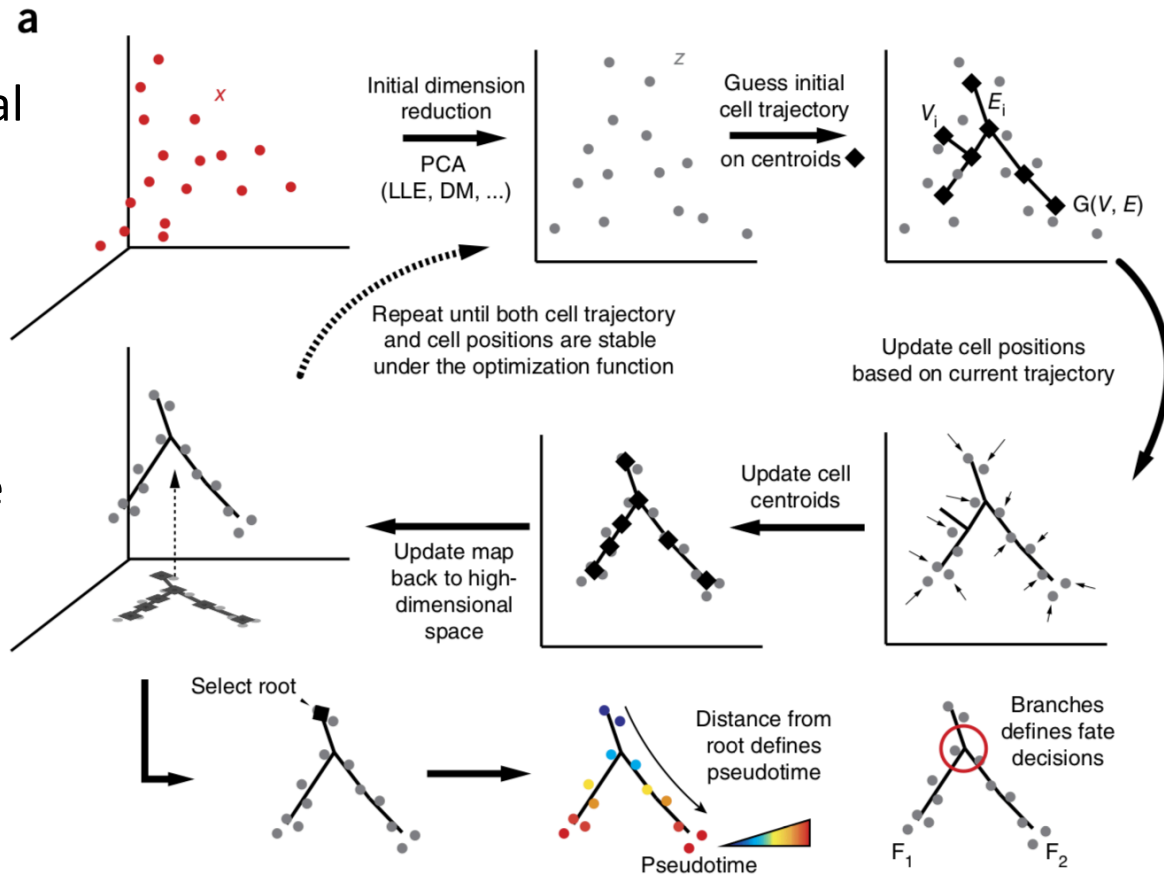 a
al
x
Initial dimension
reduction
PCA
(LLE, DM, ...)
z
Guess initial
cell trajectory
on centroids
V_i
E_i
G(V, E)
Repeat until both cell trajectory
and cell positions are stable
under the optimization function
Update cell positions
based on current trajectory
e
Update map
back to high-
dimensional
space
Update cell
centroids
Select root
Distance from
root defines
pseudotime
Pseudotime
Branches
defines fate
decisions
F₁
F₂